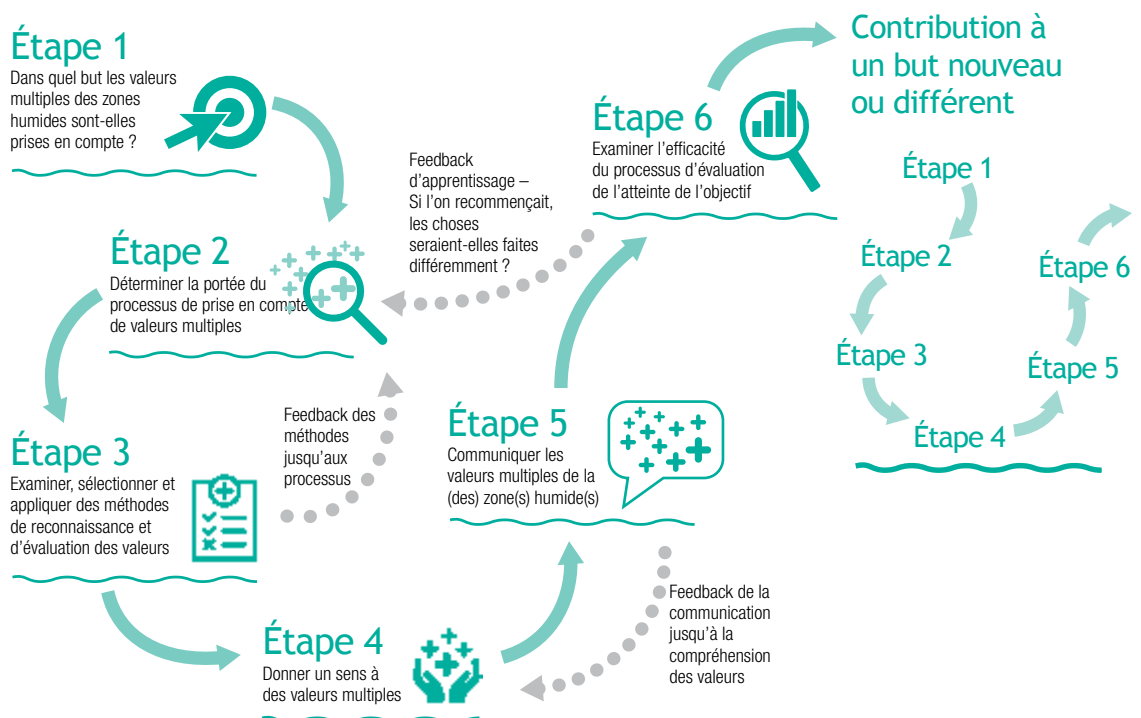 Étape 1
Dans quel but les valeurs
multiples des zones
humides sont-elles
prises en compte ?
Étape 2
Déterminer la portée du
processus de prise en compte
de valeurs multiples
Étape 3
Examiner, sélectionner et
appliquer des méthodes
de reconnaissance et
d'évaluation des valeurs
Feedback des
méthodes
jusqu'aux
processus
Étape 4
Donner un sens à
des valeurs multiples
Étape 5
Communiquer les
valeurs multiples de la
(des) zone(s) humide(s)
Feedback de la
communication
jusqu'à la
compréhension
des valeurs
Étape 6
Examiner l'efficacité
du processus d'évaluation
de l'atteinte de l'objectif
Feedback
d'apprentissage –
Si l'on recommençait,
les choses
seraient-elles faites
différemment ?
Contribution à
un but nouveau
ou différent
Étape 1
Étape 2
Étape 3
Étape 4
Étape 5
Étape 6